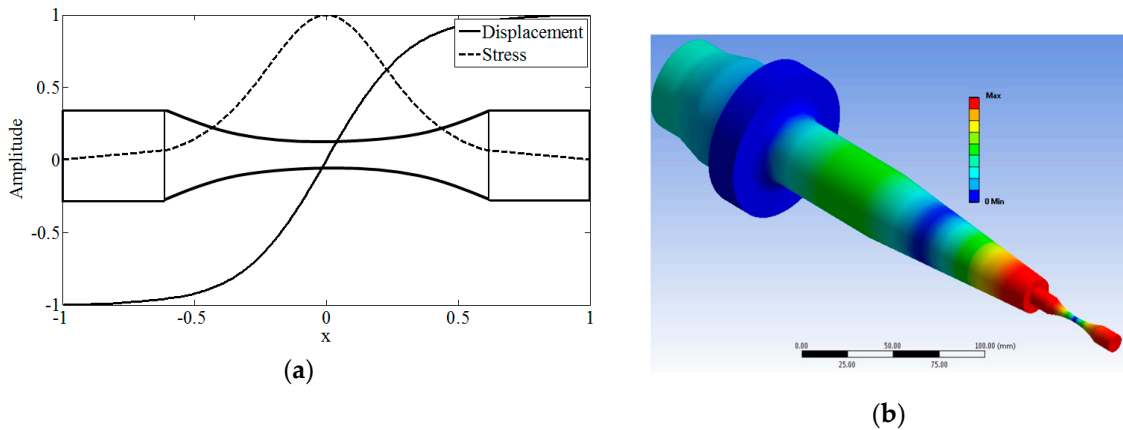 1
0.5
0
-0.5
-1
Amplitude
-1
-0.5
0
0.5
1
x
Displacement
Stress
(a)
Max
0 Min
0.00
50.00
100.00 (mm)
25.00
75.00
(b)